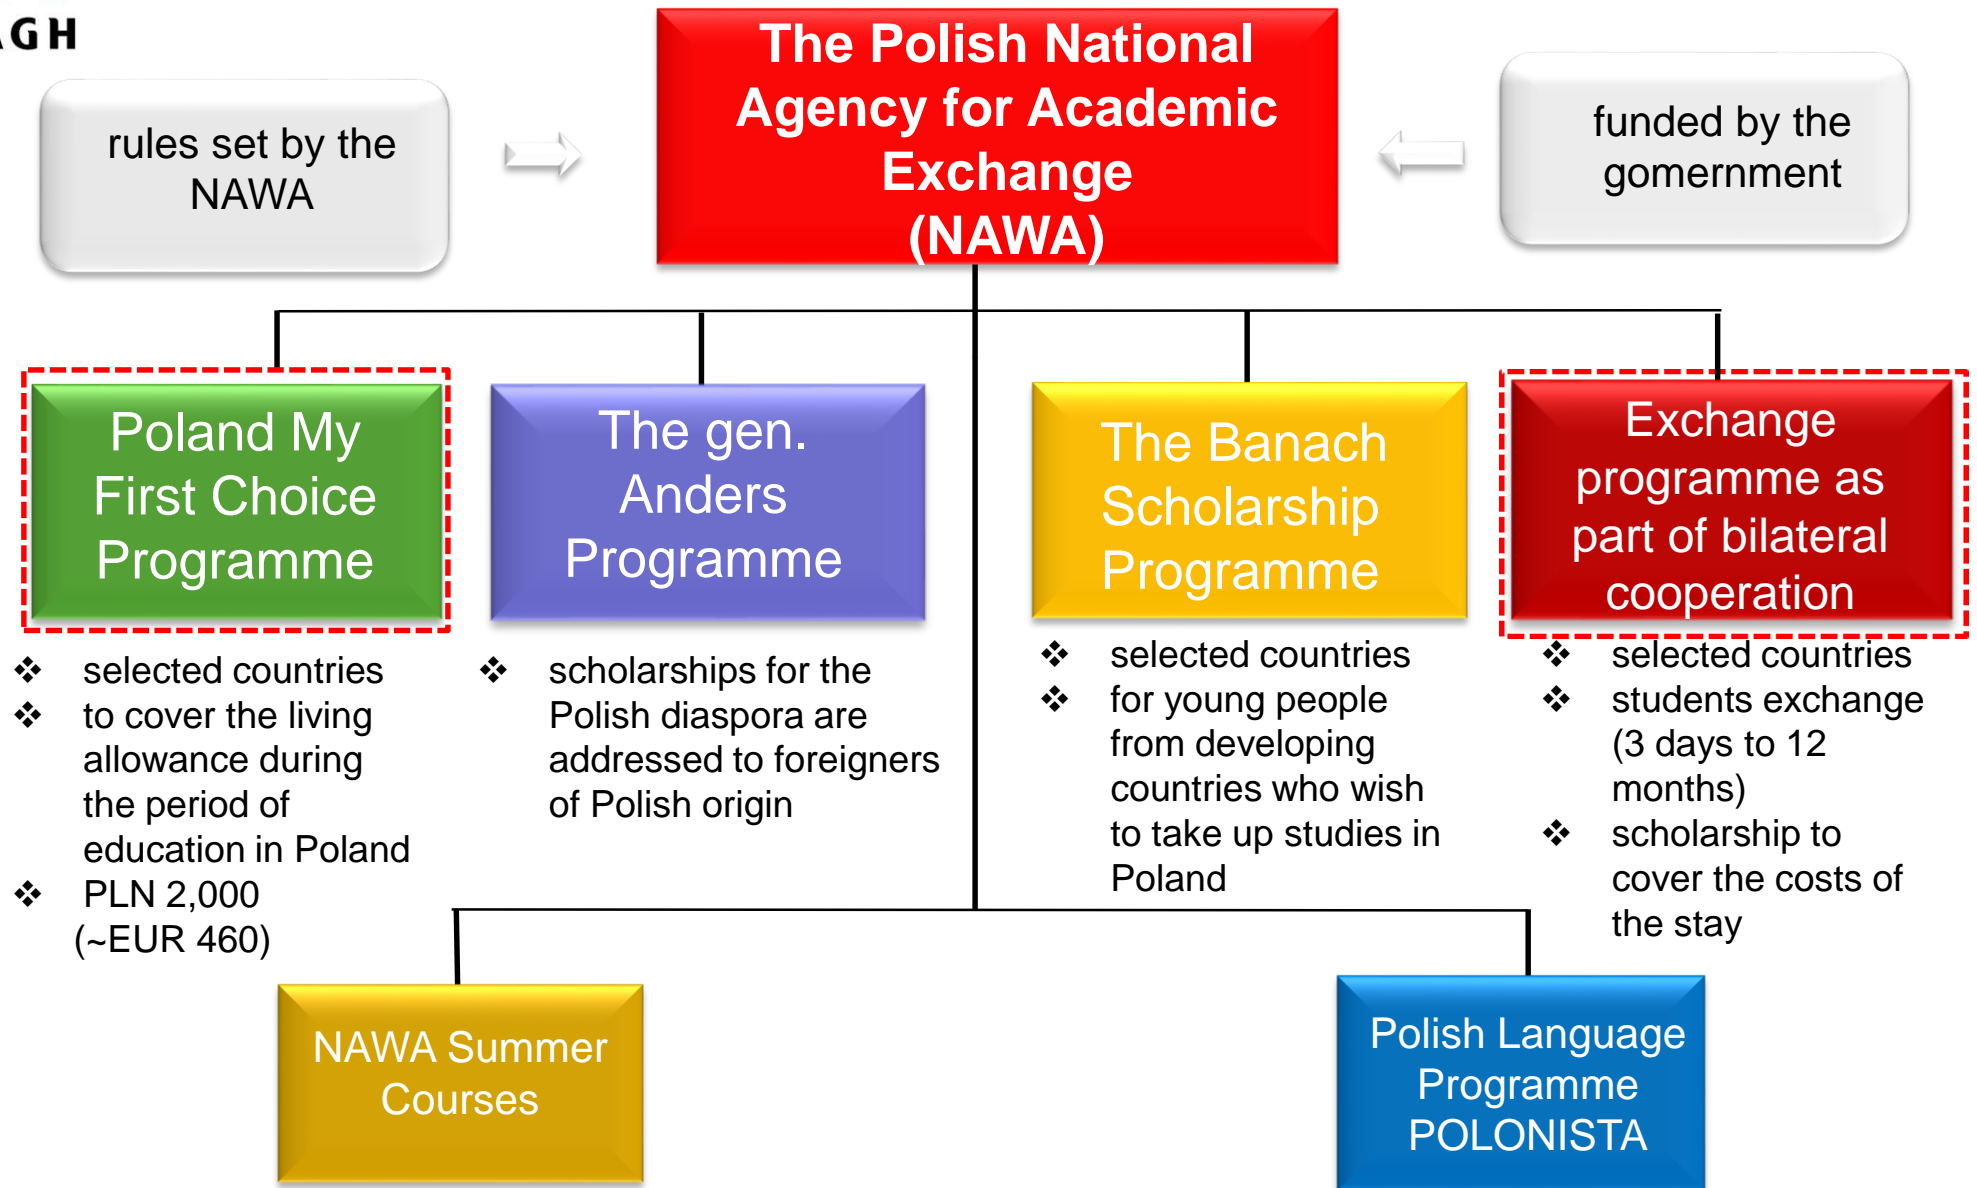 AGH
The Polish National
Agency for Academic
Exchange
(NAWA)
rules set by the
NAWA
funded by the
gomernment
Poland My
First Choice
Programme
❖ selected countries
❖ to cover the living
allowance during
the period of
education in Poland
❖ PLN 2,000
(~EUR 460)
The gen.
Anders
Programme
❖ scholarships for the
Polish diaspora are
addressed to foreigners
of Polish origin
The Banach
Scholarship
Programme
❖ selected countries
❖ for young people
from developing
countries who wish
to take up studies in
Poland
Exchange
programme as
part of bilateral
cooperation
❖ selected countries
❖ students exchange
(3 days to 12
months)
❖ scholarship to
cover the costs of
the stay
NAWA Summer
Courses
Polish Language
Programme
POLONISTA